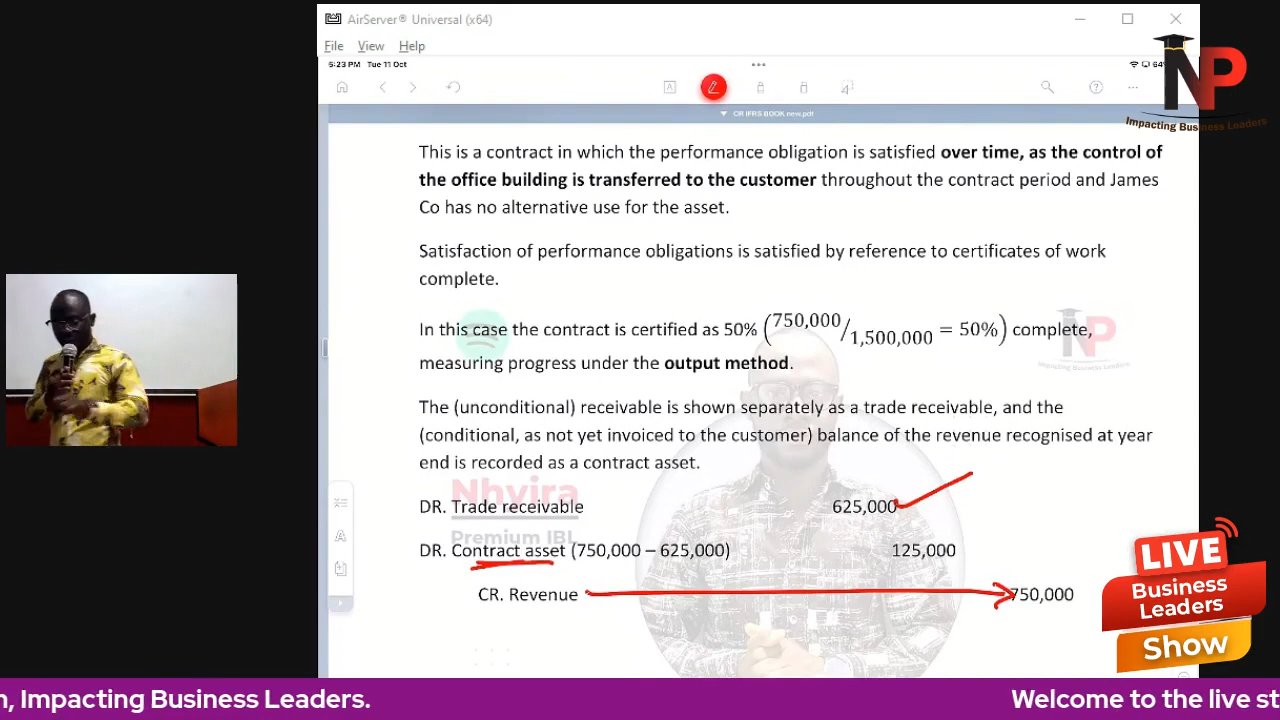 AirServer® Universal (x64)
File View Help
5:23 PM Tue 11 Oct
64%
CR IFRS BOOK new.pdf
NP
Impacting Business Leaders
This is a contract in which the performance obligation is satisfied over time, as the control of
the office building is transferred to the customer throughout the contract period and James
Co has no alternative use for the asset.
Satisfaction of performance obligations is satisfied by reference to certificates of work
complete.
In this case the contract is certified as 50% (750,000/1,500,000 = 50%) complete,
measuring progress under the output method.
NP
Impacting Business Leaders
The (unconditional) receivable is shown separately as a trade receivable, and the
(conditional, as not yet invoiced to the customer) balance of the revenue recognised at year
end is recorded as a contract asset.
Nhyira
DR. Trade receivable 625,000
Premium IBL
DR. Contract asset (750,000 – 625,000) 125,000
CR. Revenue 750,000
LIVE
Business
Leaders
Show
n, Impacting Business Leaders. Welcome to the live st